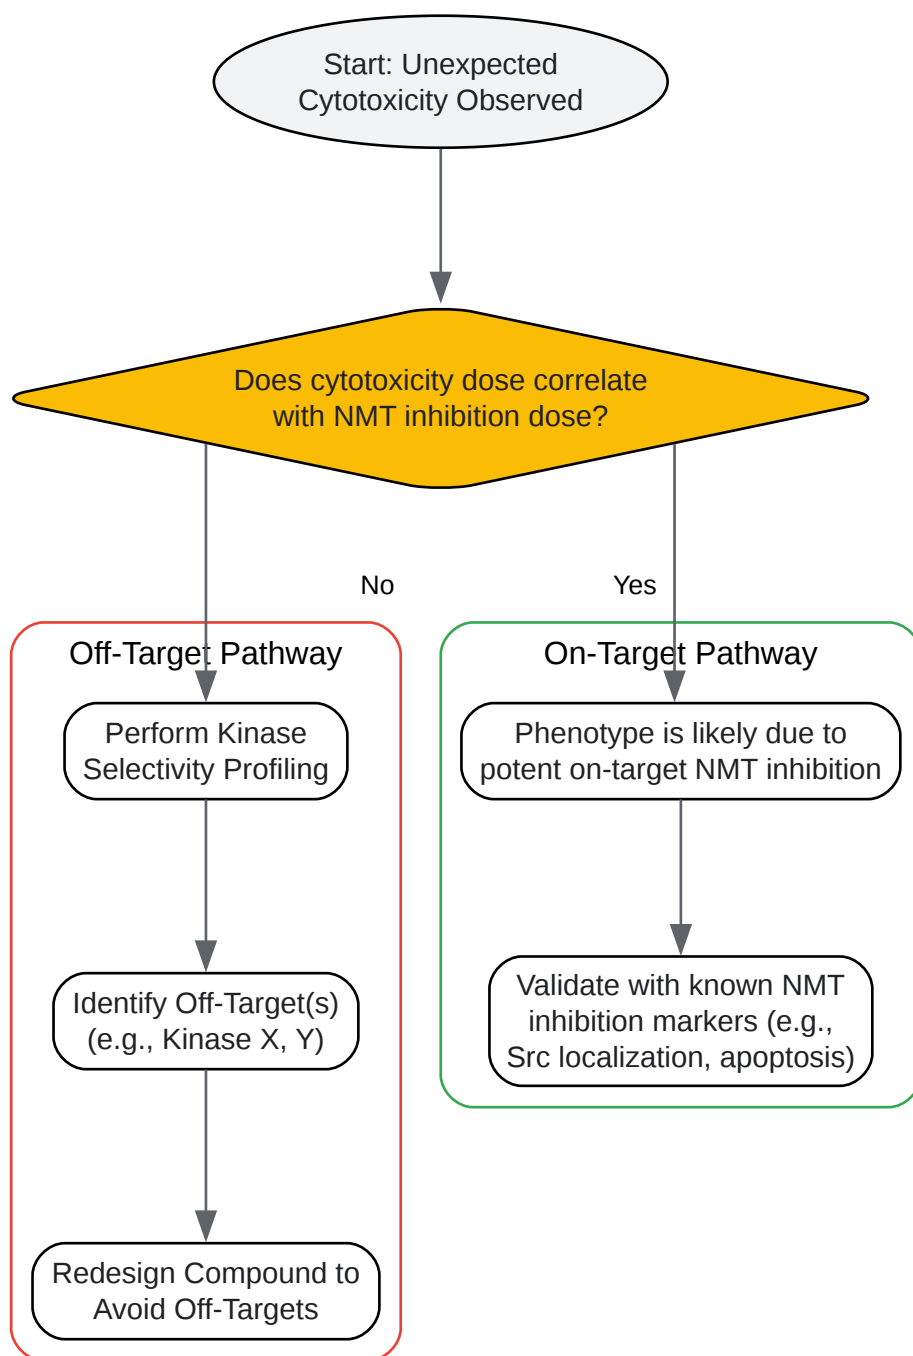 Start: Unexpected
Cytotoxicity Observed
Does cytotoxicity dose correlate
with NMT inhibition dose?
No
Yes
Off-Target Pathway
Perform Kinase
Selectivity Profiling
Identify Off-Target(s)
(e.g., Kinase X, Y)
Redesign Compound to
Avoid Off-Targets
On-Target Pathway
Phenotype is likely due to
potent on-target NMT inhibition
Validate with known NMT
inhibition markers (e.g.,
Src localization, apoptosis)